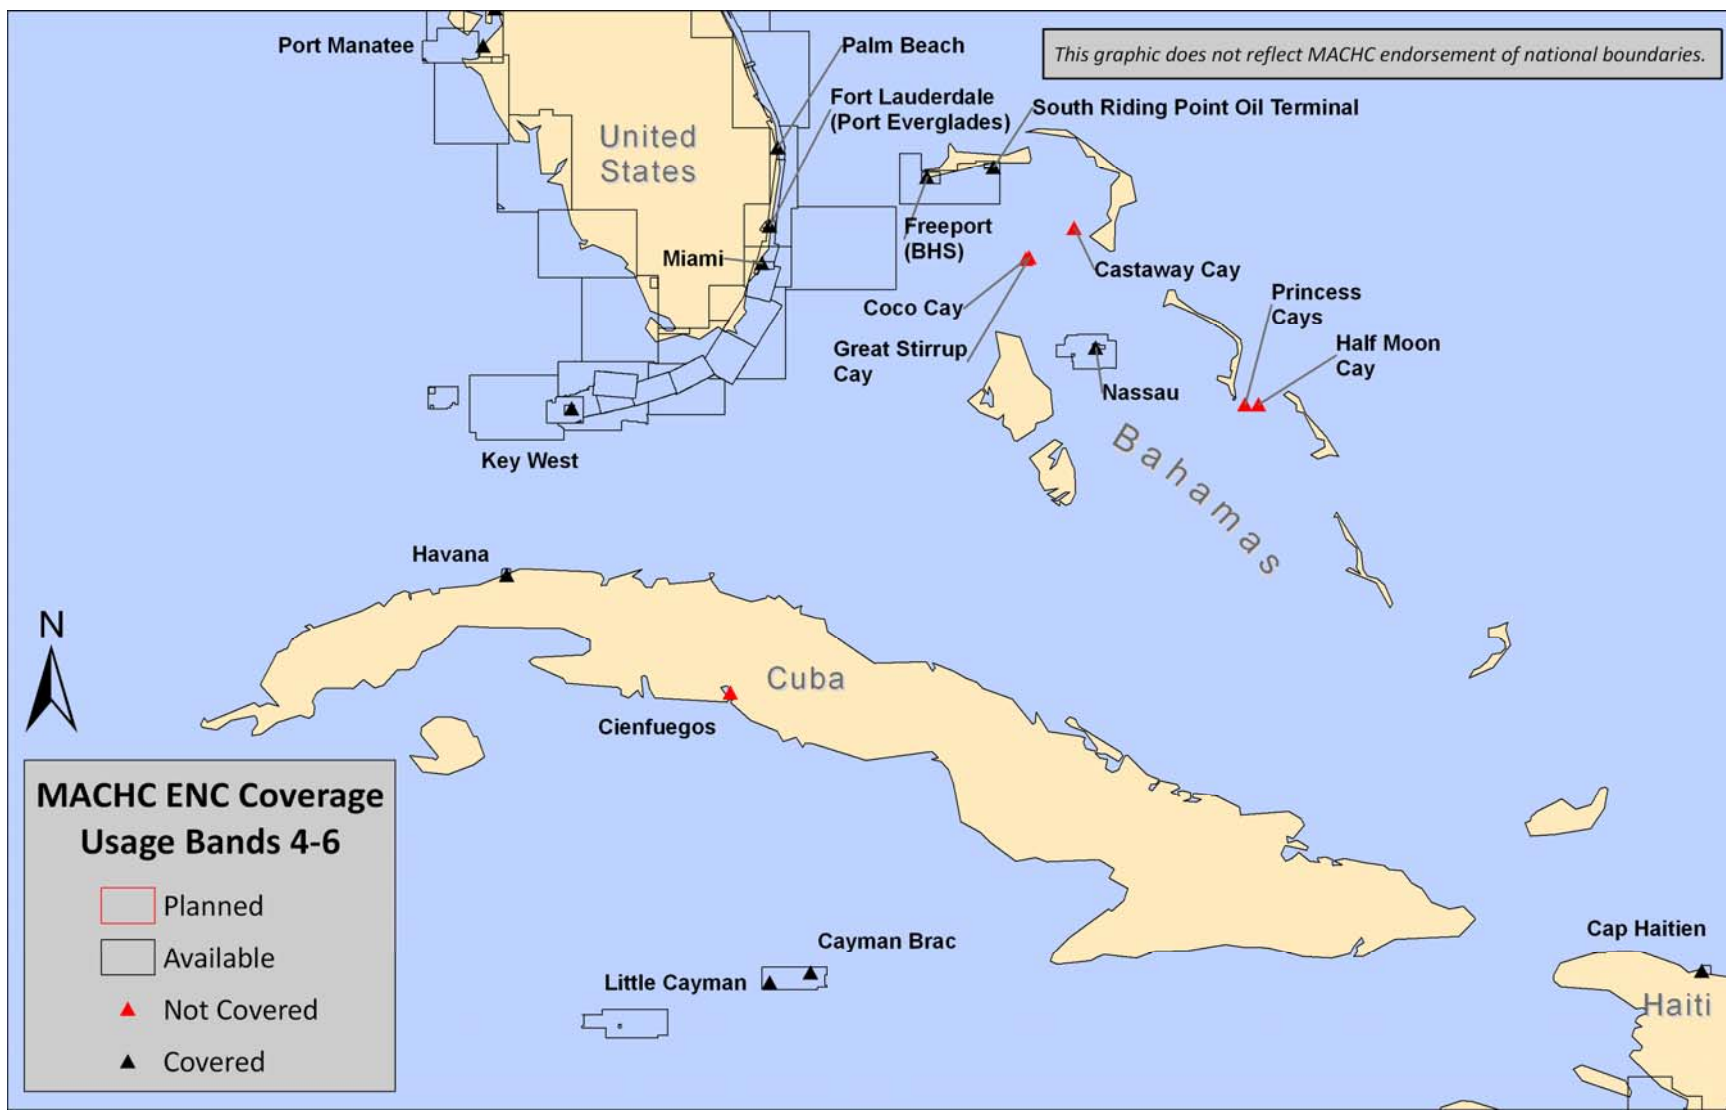 Port Manatee
Palm Beach
This graphic does not reflect MACHC endorsement of national boundaries.
Fort Lauderdale
(Port Everglades)
South Riding Point Oil Terminal
United
States
Freeport
(BHS)
Miami
Castaway Cay
Coco Cay
Princess
Cays
Great Stirrup
Cay
Half Moon
Cay
Nassau
Bahamas
Key West
Havana
N
Cuba
Cienfuegos
MACHC ENC Coverage
Usage Bands 4-6
Planned
Available
Not Covered
Covered
Cayman Brac
Little Cayman
Cap Haitien
Haiti